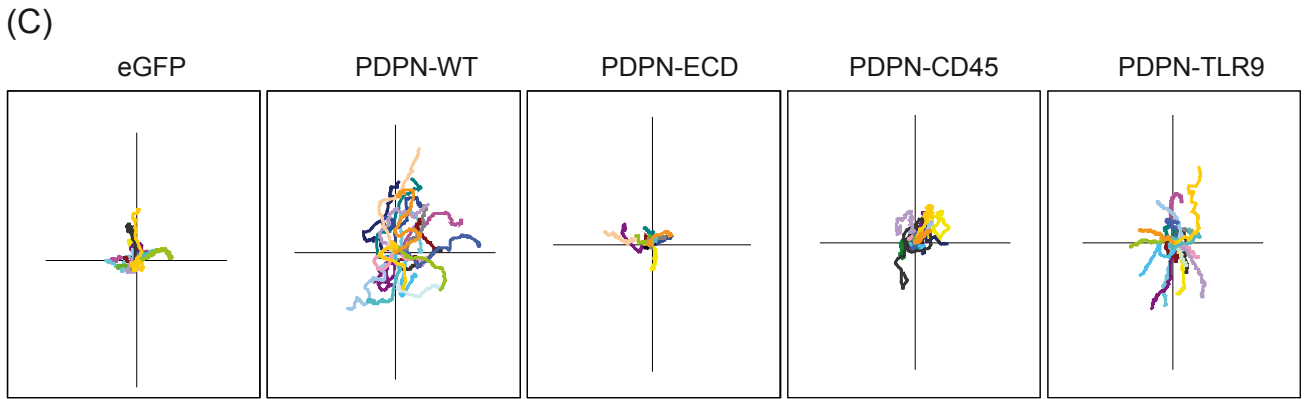 (C)
eGFP PDPN-WT PDPN-ECD PDPN-CD45 PDPN-TLR9